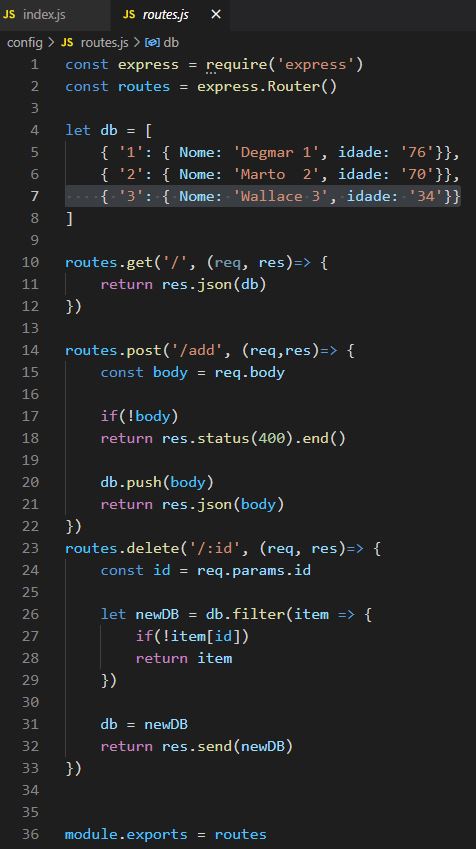 JS index.js JS routes.js ×
config > JS routes.js > db
1 const express = require('express')
2 const routes = express.Router()
3
4 let db = [
5 { '1': { Nome: 'Degmar 1', idade: '76'}},
6 { '2': { Nome: 'Marto  2', idade: '70'}},
7 { '3': { Nome: 'Wallace 3', idade: '34'}}
8 ]
9
10 routes.get('/', (req, res)=> {
11 return res.json(db)
12 })
13
14 routes.post('/add', (req,res)=> {
15 const body = req.body
16
17 if(!body)
18 return res.status(400).end()
19
20 db.push(body)
21 return res.json(body)
22 })
23 routes.delete('/:id', (req, res)=> {
24 const id = req.params.id
25
26 let newDB = db.filter(item => {
27 if(!item[id])
28 return item
29 })
30
31 db = newDB
32 return res.send(newDB)
33 })
34
35
36 module.exports = routes